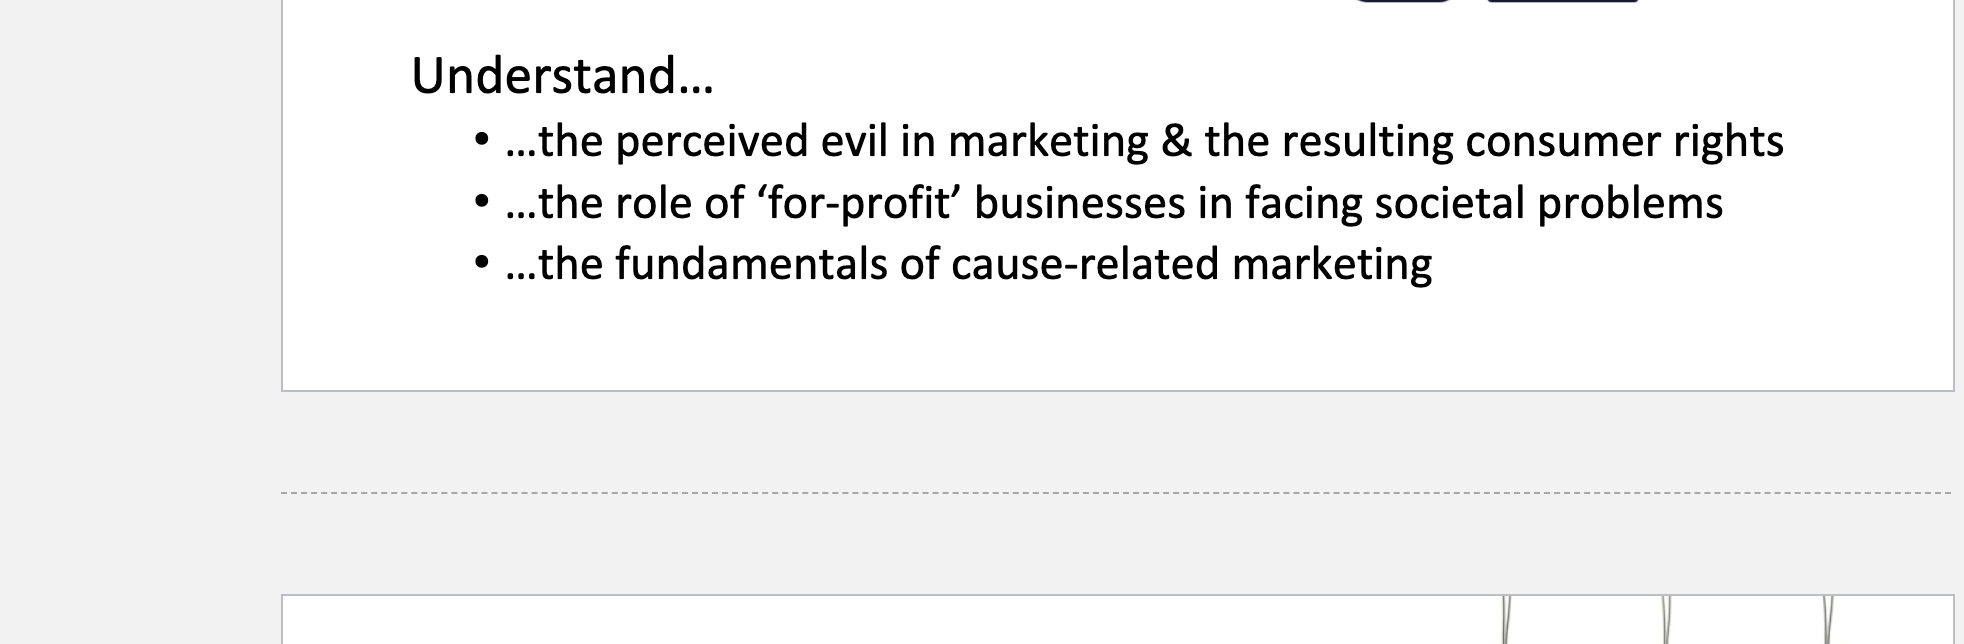 Understand…
• …the perceived evil in marketing & the resulting consumer rights
• …the role of ‘for-profit’ businesses in facing societal problems
• …the fundamentals of cause-related marketing